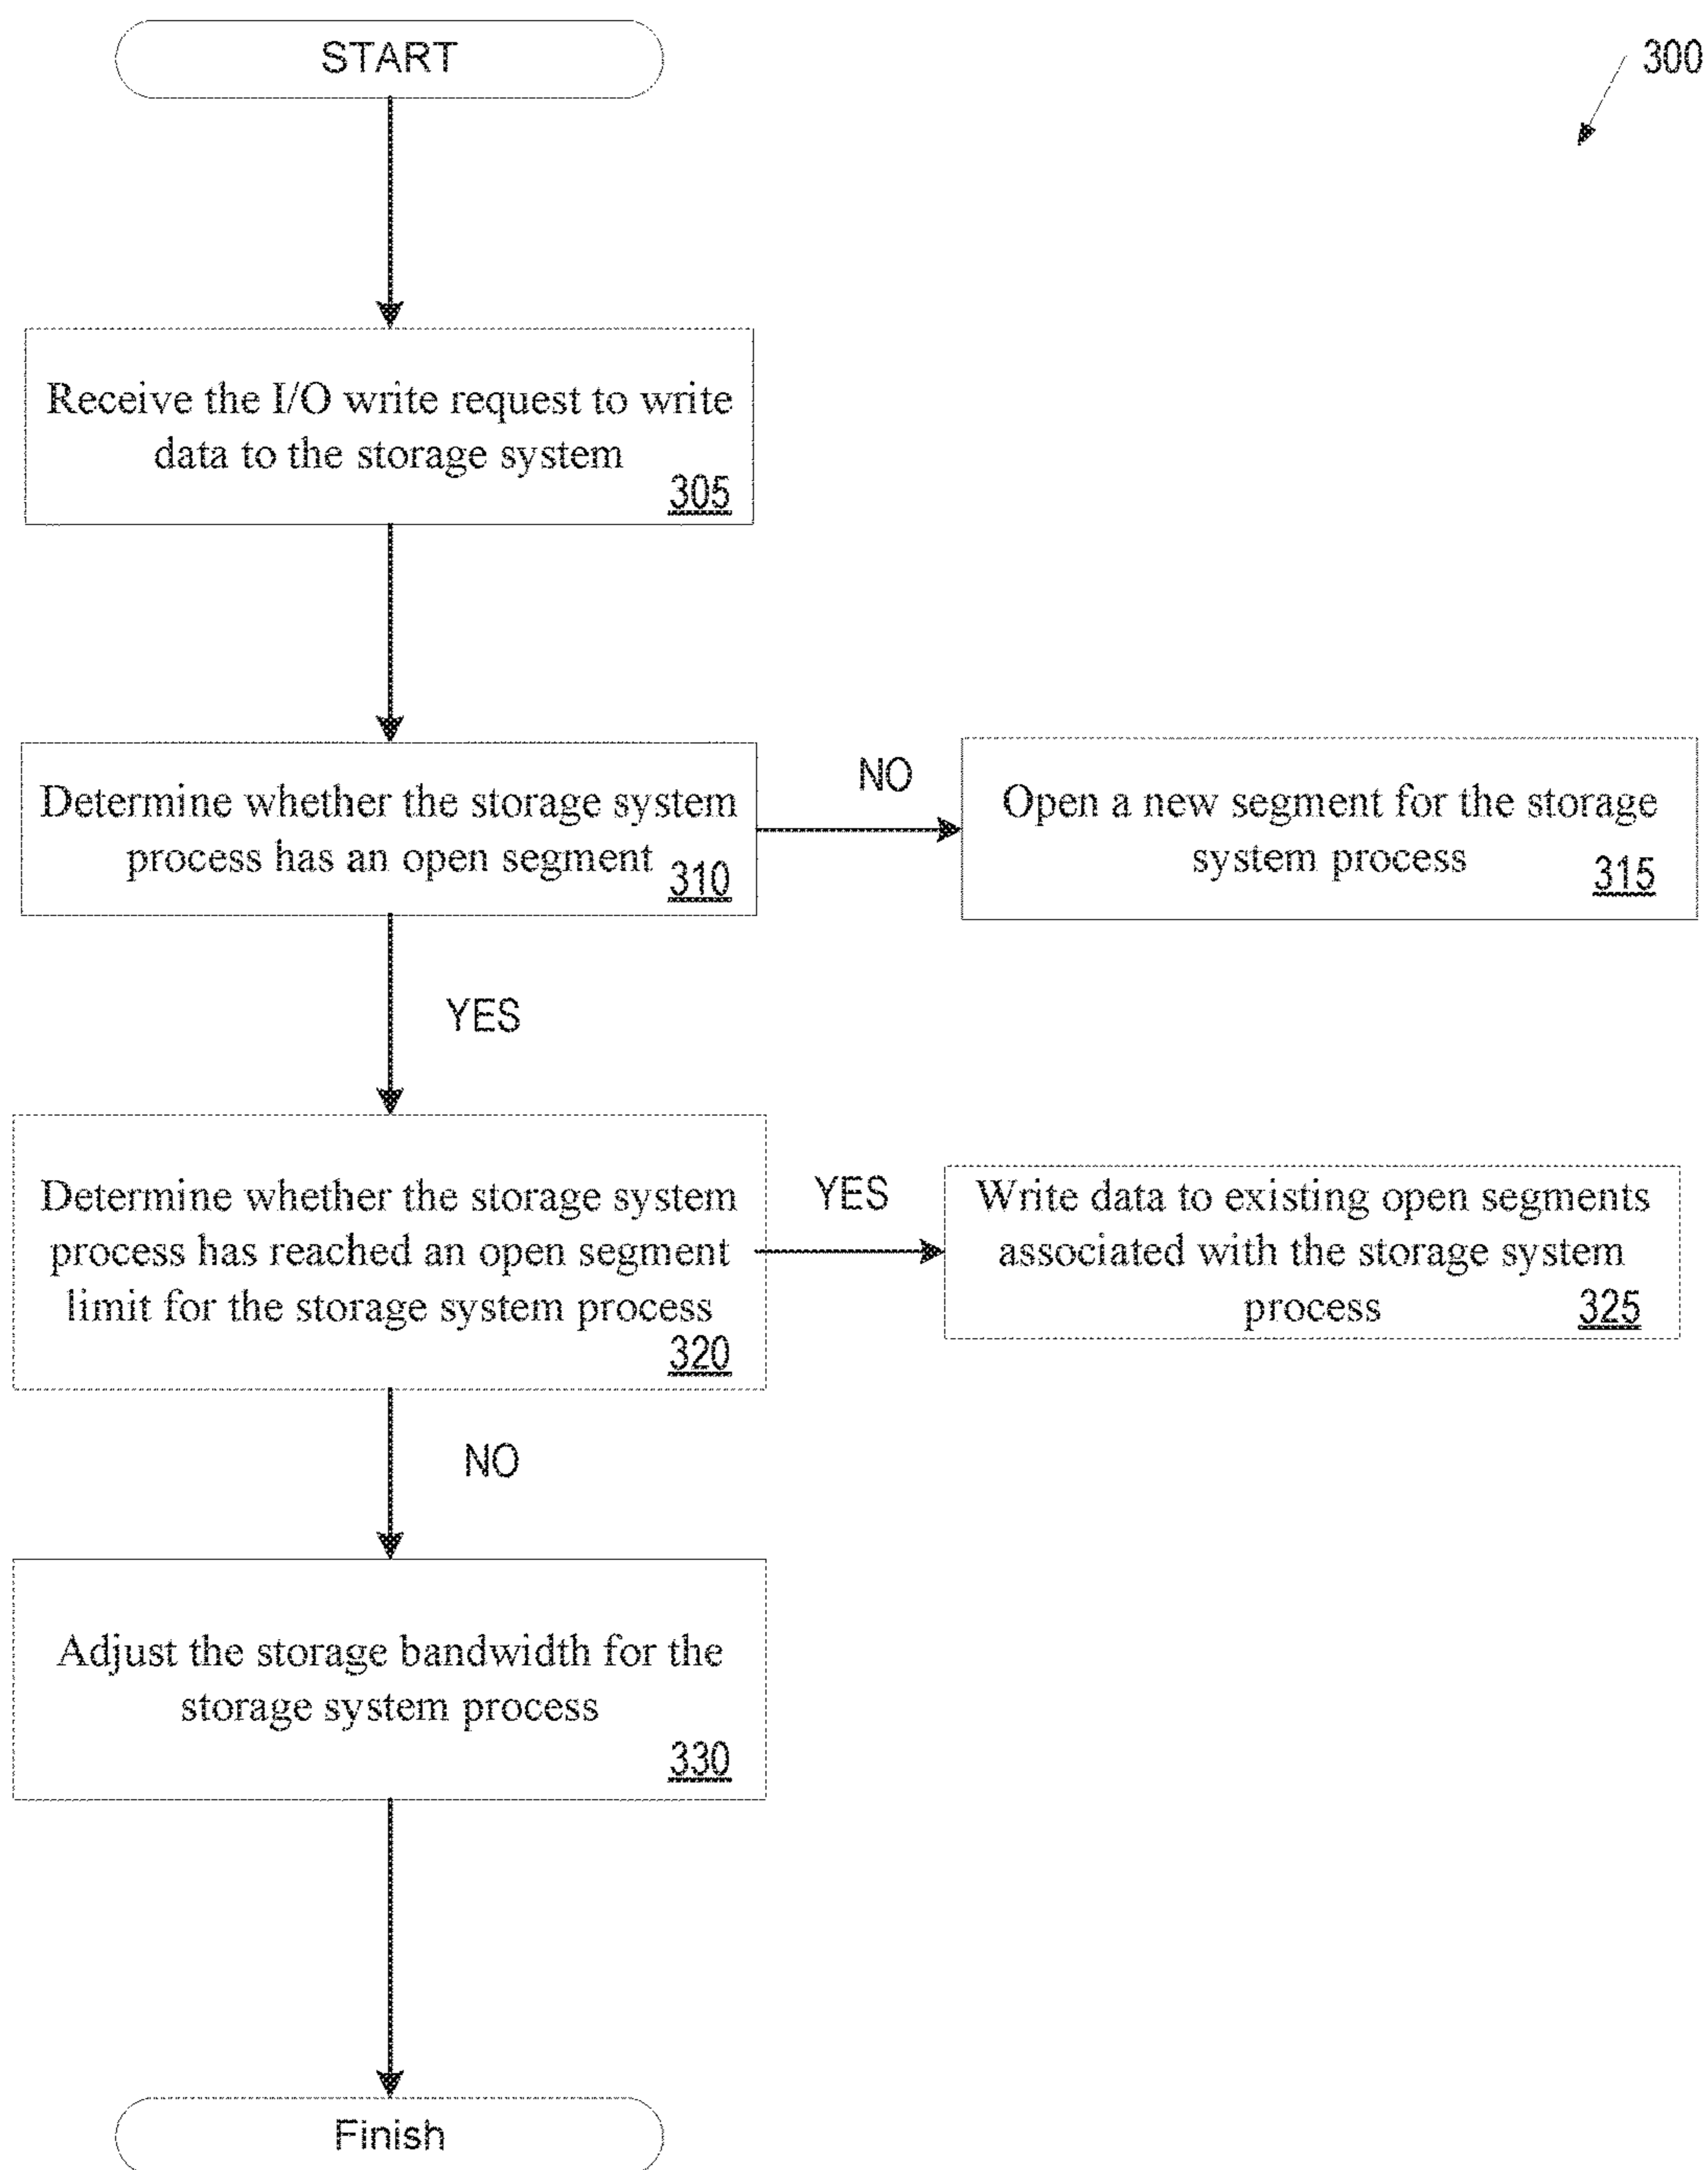 START
300
Receive the I/O write request to write
data to the storage system
305
Determine whether the storage system
process has an open segment
310
NO
Open a new segment for the storage
system process
315
YES
Determine whether the storage system
process has reached an open segment
limit for the storage system process
320
YES
Write data to existing open segments
associated with the storage system
process
325
NO
Adjust the storage bandwidth for the
storage system process
330
Finish